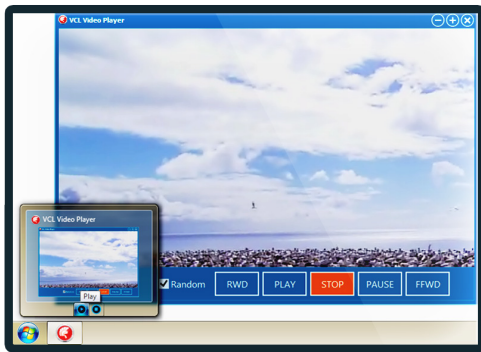 VCL Video Player
VCL Video Player
Play
Random
RWD
PLAY
STOP
PAUSE
FFWD